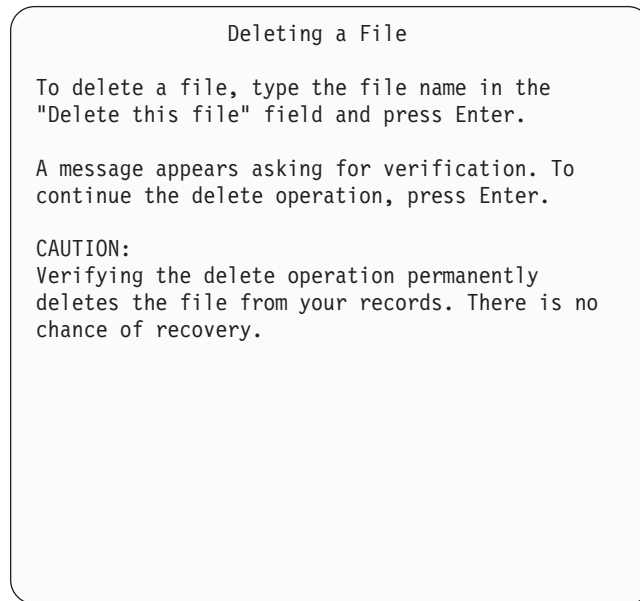 Deleting a File
To delete a file, type the file name in the
"Delete this file" field and press Enter.
A message appears asking for verification. To
continue the delete operation, press Enter.
CAUTION:
Verifying the delete operation permanently
deletes the file from your records. There is no
chance of recovery.